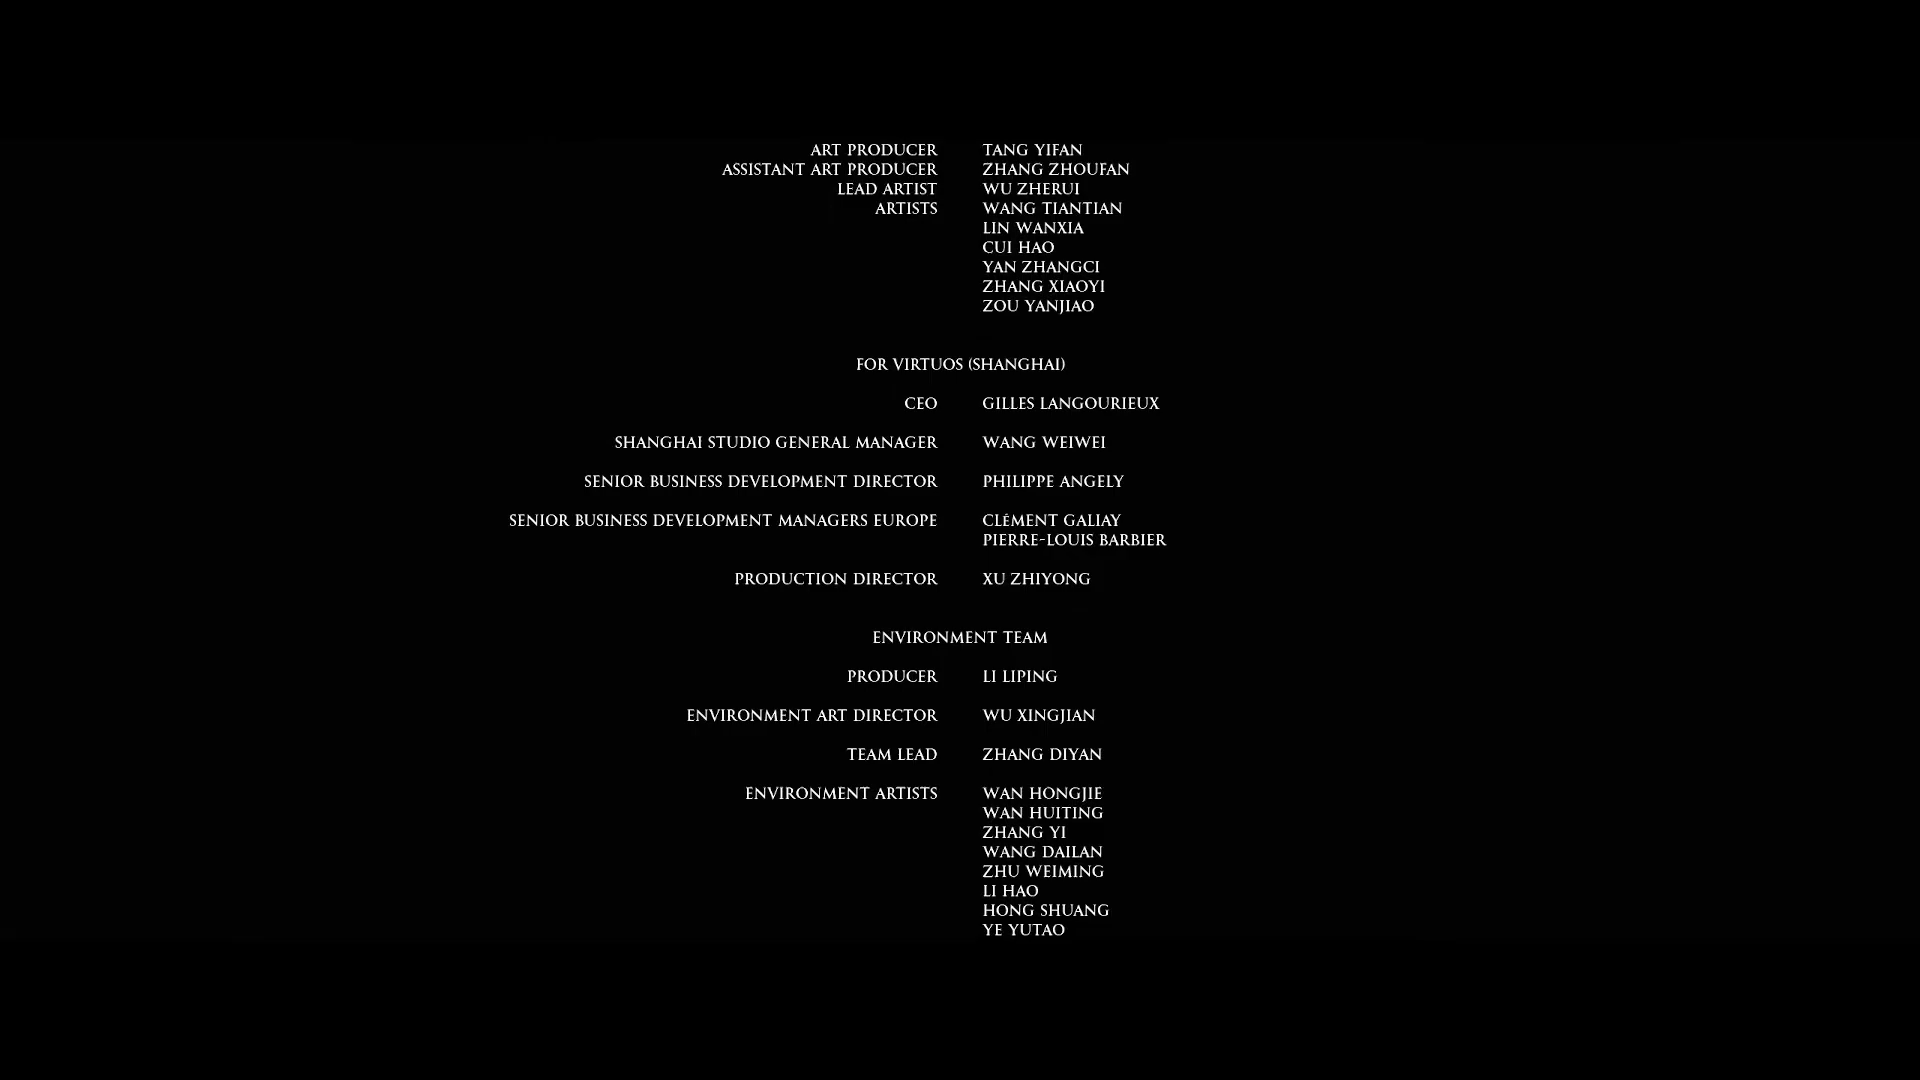 ART PRODUCER TANG YIFAN
ASSISTANT ART PRODUCER ZHANG ZHOUFAN
LEAD ARTIST WU ZHERUI
ARTISTS WANG TIANTIAN
LIN WANXIA
CUI HAO
YAN ZHANGCI
ZHANG XIAOYI
ZOU YANJIAO
FOR VIRTUOS (SHANGHAI)
CEO GILLES LANGOURIEUX
SHANGHAI STUDIO GENERAL MANAGER WANG WEIWEI
SENIOR BUSINESS DEVELOPMENT DIRECTOR PHILIPPE ANGELY
SENIOR BUSINESS DEVELOPMENT MANAGERS EUROPE CLÉMENT GALIAY
PIERRE-LOUIS BARBIER
PRODUCTION DIRECTOR XU ZHIYONG
ENVIRONMENT TEAM
PRODUCER LI LIPING
ENVIRONMENT ART DIRECTOR WU XINGJIAN
TEAM LEAD ZHANG DIYAN
ENVIRONMENT ARTISTS WAN HONGJIE
WAN HUITING
ZHANG YI
WANG DAILAN
ZHU WEIMING
LI HAO
HONG SHUANG
YE YUTAO